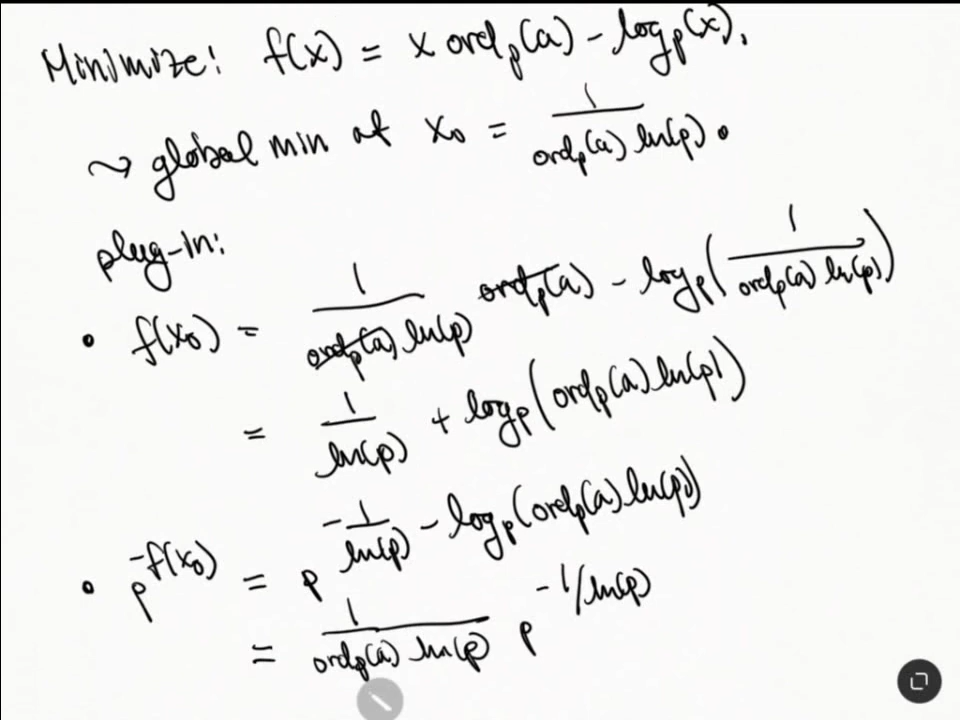 Minimize: f(x) = x ord_p(a) - log_p(x).
⇝ global min at x_0 = 1/(ord_p(a) ln(p)).
plug-in:
• f(x_0) = 1/(ord_p(a) ln(p)) ord_p(a) - log_p(1/(ord_p(a) ln(p)))
= 1/ln(p) + log_p(ord_p(a) ln(p))
• p^{-f(x_0)} = p^{-1/ln(p) - log_p(ord_p(a) ln(p))}
= 1/(ord_p(a) ln(p)) p^{-1/ln(p)}